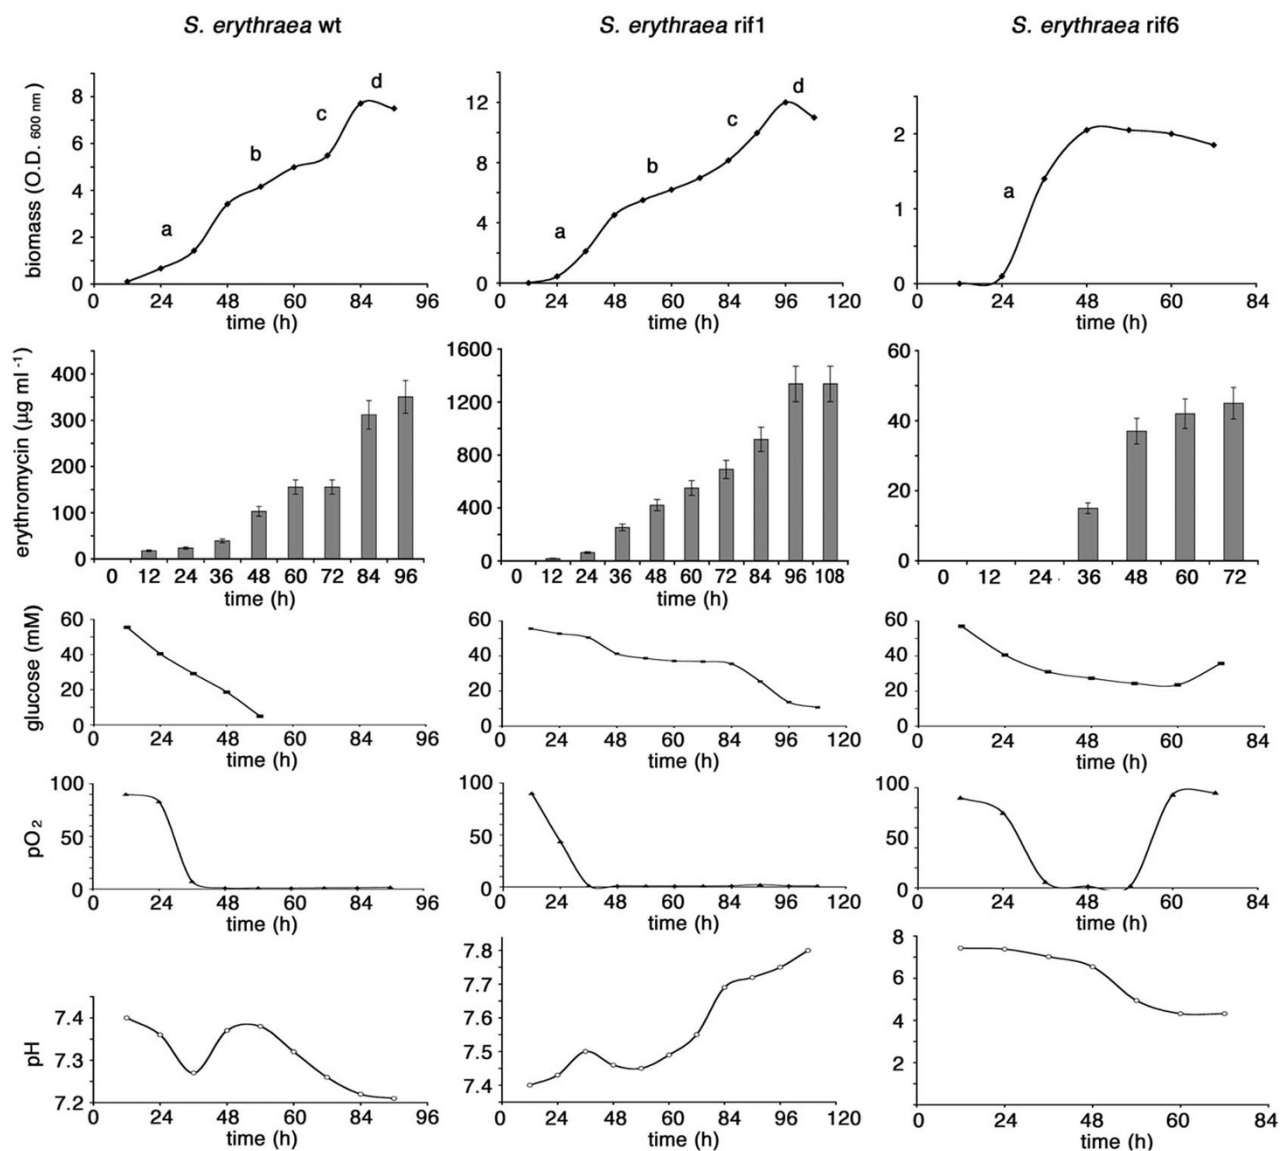 S. erythraea wt
S. erythraea rif1
S. erythraea rif6
biomass (O.D. 600 nm)
8
6
4
2
0
a
b
c
d
0 24 48 60 84 96
time (h)
12
8
4
0
a
b
c
d
0 24 48 60 84 96 120
time (h)
2
1
0
a
0 24 48 60 84
time (h)
erythromycin (µg ml -1)
400
300
200
100
0
0 12 24 36 48 60 72 84 96
time (h)
1600
1200
800
400
0
0 12 24 36 48 60 72 84 96 108
time (h)
60
40
20
0
0 12 24 36 48 60 72
time (h)
glucose (mM)
60
40
20
0
0 24 48 60 84 96
time (h)
60
40
20
0
0 24 48 60 84 96 120
time (h)
60
40
20
0
0 24 48 60 84
time (h)
pO2
100
50
0
0 24 48 60 84 96
time (h)
100
50
0
0 24 48 60 84 96 120
time (h)
100
50
0
0 24 48 60 84
time (h)
pH
7.4
7.3
7.2
0 24 48 60 84 96
time (h)
7.8
7.7
7.6
7.5
7.4
0 24 48 60 84 96 120
time (h)
8
6
4
2
0 24 48 60 84
time (h)